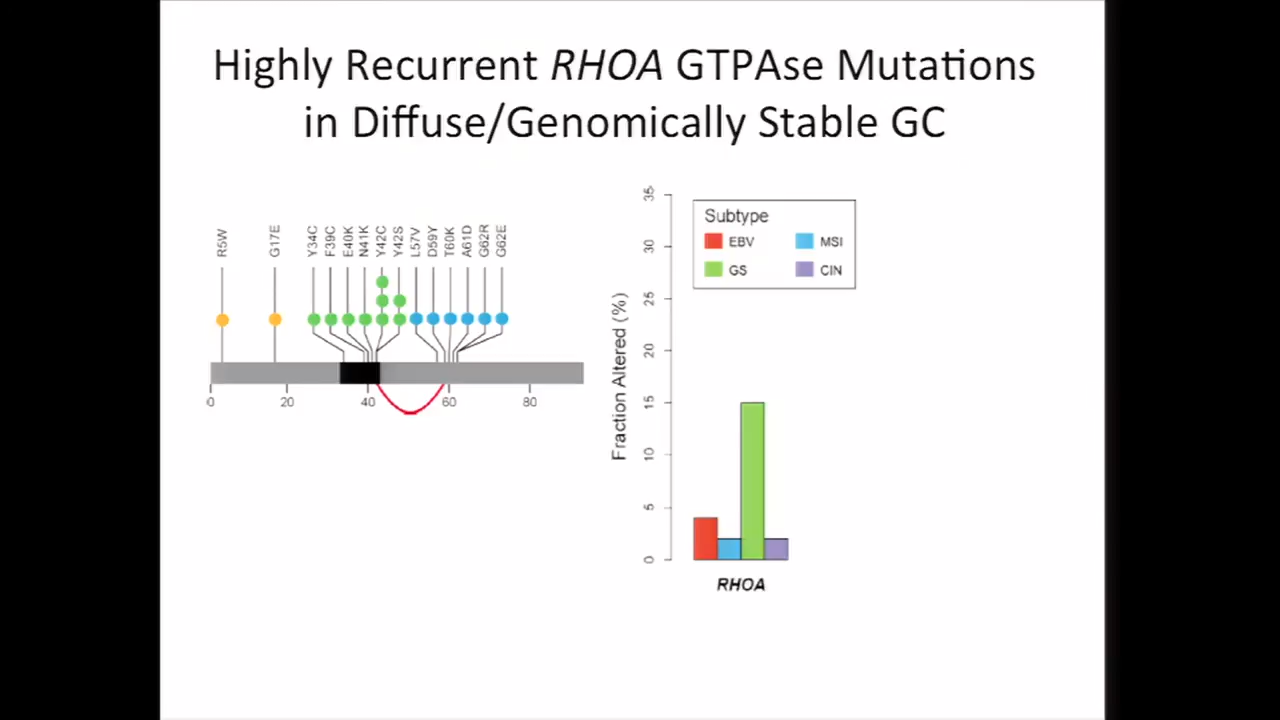 Highly Recurrent RHOA GTPAse Mutations
in Diffuse/Genomically Stable GC
R5W
G17E
Y34C
F39C
E40K
N41K
Y42C
Y42S
L57V
D59Y
T60K
A61D
G62R
G62E
0 20 40 60 80
Fraction Altered (%)
35
30
25
20
15
10
5
0
Subtype
EBV MSI
GS CIN
RHOA